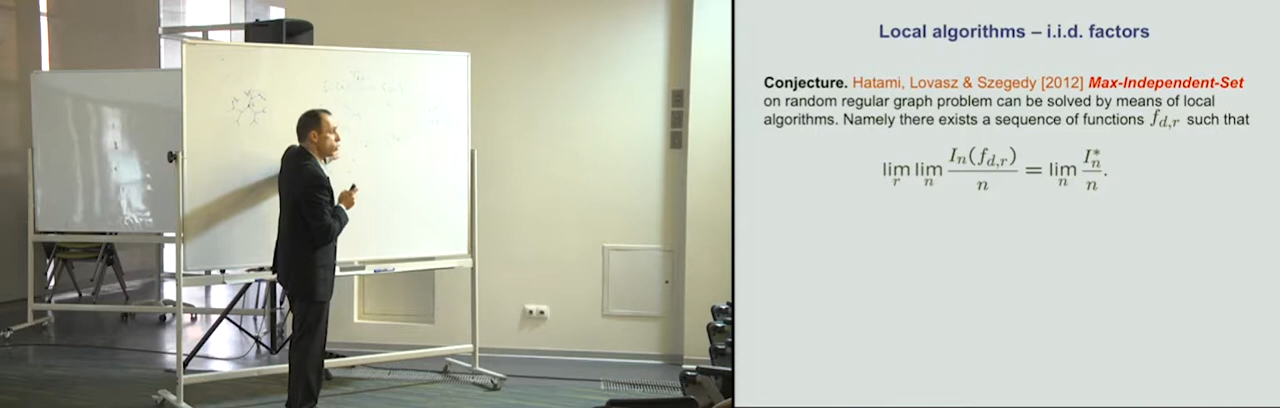 Local algorithms – i.i.d. factors
Conjecture. Hatami, Lovasz & Szegedy [2012] Max-Independent-Set
on random regular graph problem can be solved by means of local
algorithms. Namely there exists a sequence of functions f_{d,r} such that
lim_r lim_n I_n(f_{d,r})/n = lim_n I_n^*/n.